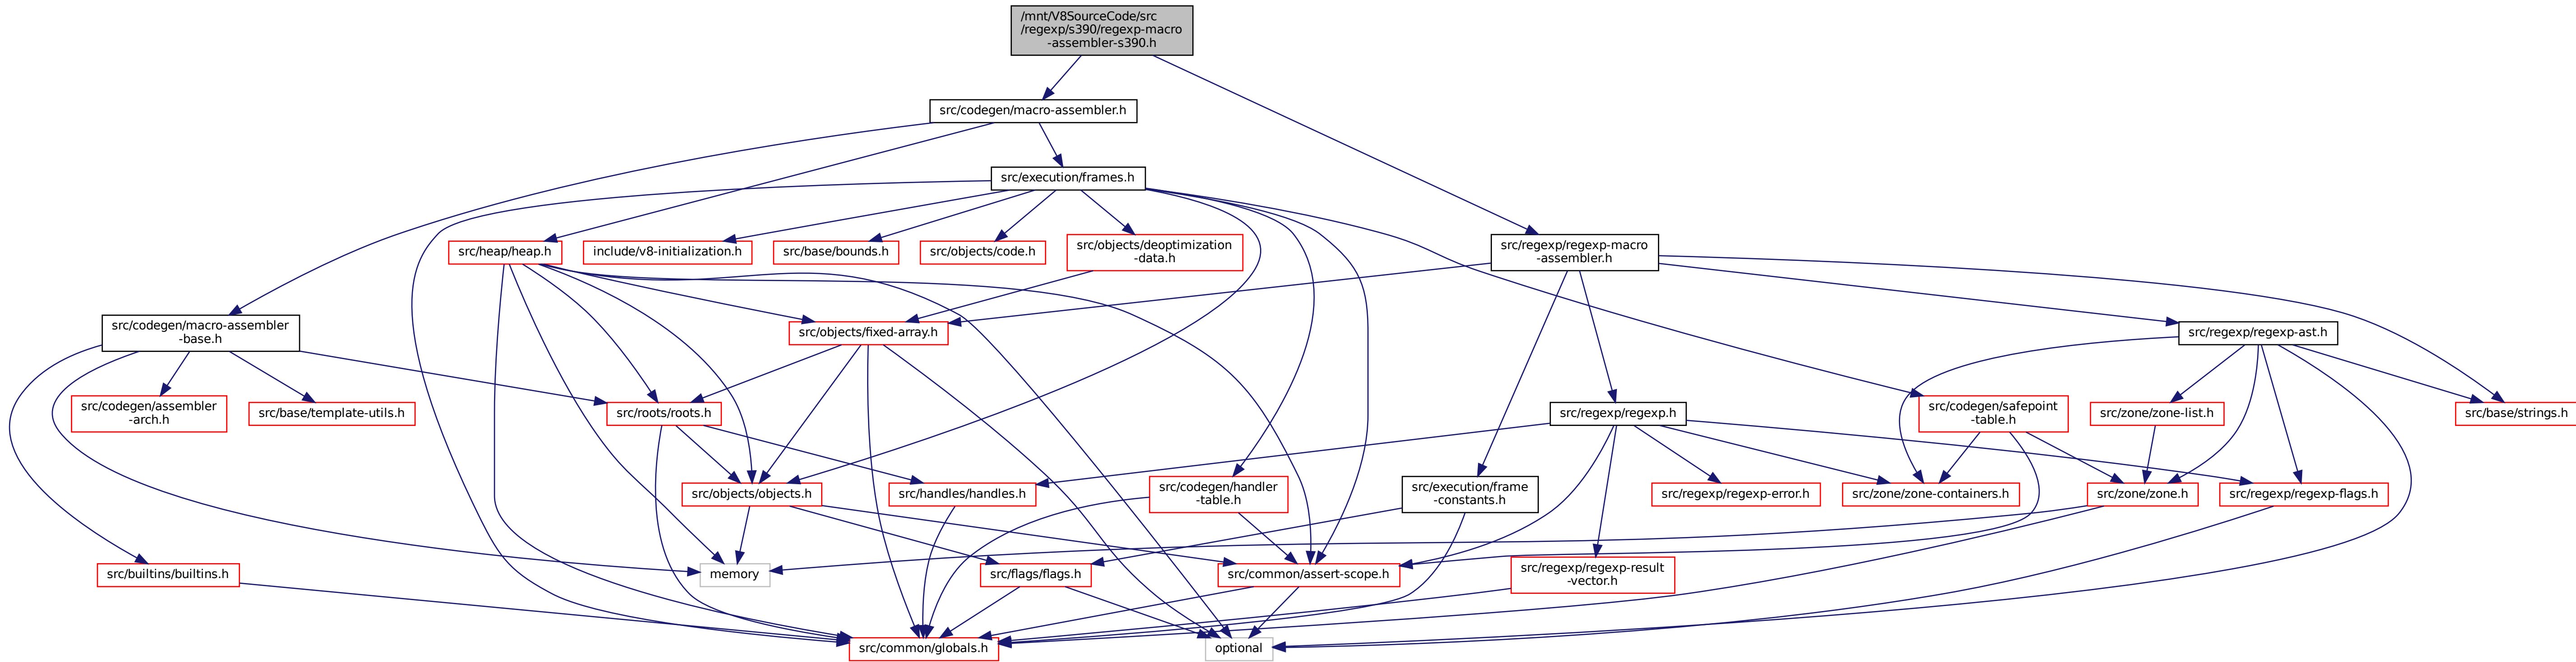 /mnt/V8SourceCode/src
/regexp/s390/regexp-macro
-assembler-s390.h
src/codegen/macro-assembler.h
src/execution/frames.h
src/heap/heap.h
include/v8-initialization.h
src/base/bounds.h
src/objects/code.h
src/objects/deoptimization
-data.h
src/regexp/regexp-macro
-assembler.h
src/codegen/macro-assembler
-base.h
src/objects/fixed-array.h
src/regexp/regexp-ast.h
src/codegen/assembler
-arch.h
src/base/template-utils.h
src/roots/roots.h
src/regexp/regexp.h
src/codegen/safepoint
-table.h
src/zone/zone-list.h
src/base/strings.h
src/objects/objects.h
src/handles/handles.h
src/codegen/handler
-table.h
src/execution/frame
-constants.h
src/regexp/regexp-error.h
src/zone/zone-containers.h
src/zone/zone.h
src/regexp/regexp-flags.h
src/builtins/builtins.h
memory
src/flags/flags.h
src/common/assert-scope.h
src/regexp/regexp-result
-vector.h
src/common/globals.h
optional